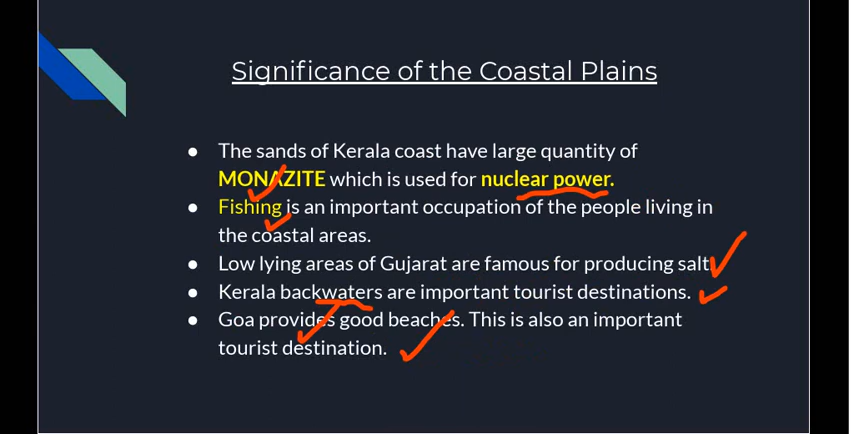 Significance of the Coastal Plains
● The sands of Kerala coast have large quantity of
MONAZITE which is used for nuclear power.
● Fishing is an important occupation of the people living in
the coastal areas.
● Low lying areas of Gujarat are famous for producing salt
● Kerala backwaters are important tourist destinations.
● Goa provides good beaches. This is also an important
tourist destination.